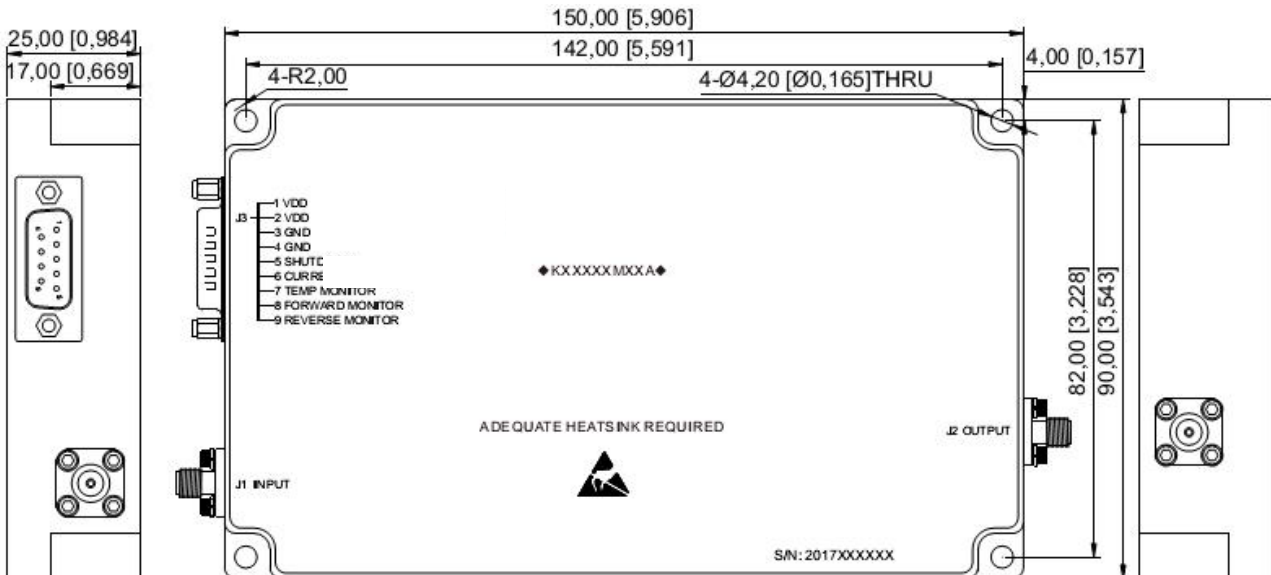 150,00 [5,906]
25,00 [0,984]
142,00 [5,591]
4,00 [0,157]
17,00 [0,669]
4-R2,00
4-Ø4,20 [Ø0,165]THRU
J3
1 VDD
2 VDD
3 GND
4 GND
5
6
7 TEMP MONITOR
8 FORWARD MONITOR
9 REVERSE MONITOR
◆KXXXXXMXXA◆
82,00 [3,228]
90,00 [3,543]
ADEQUATE HEATSINK REQUIRED
J2 OUTPUT
J1 INPUT
S/N: 2017XXXXXX